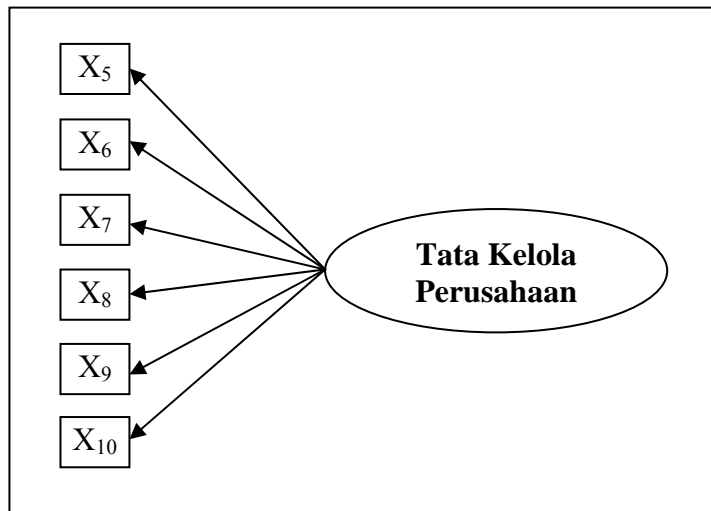 X₅
X₆
X₇
X₈
X₉
X₁₀
Tata Kelola
Perusahaan